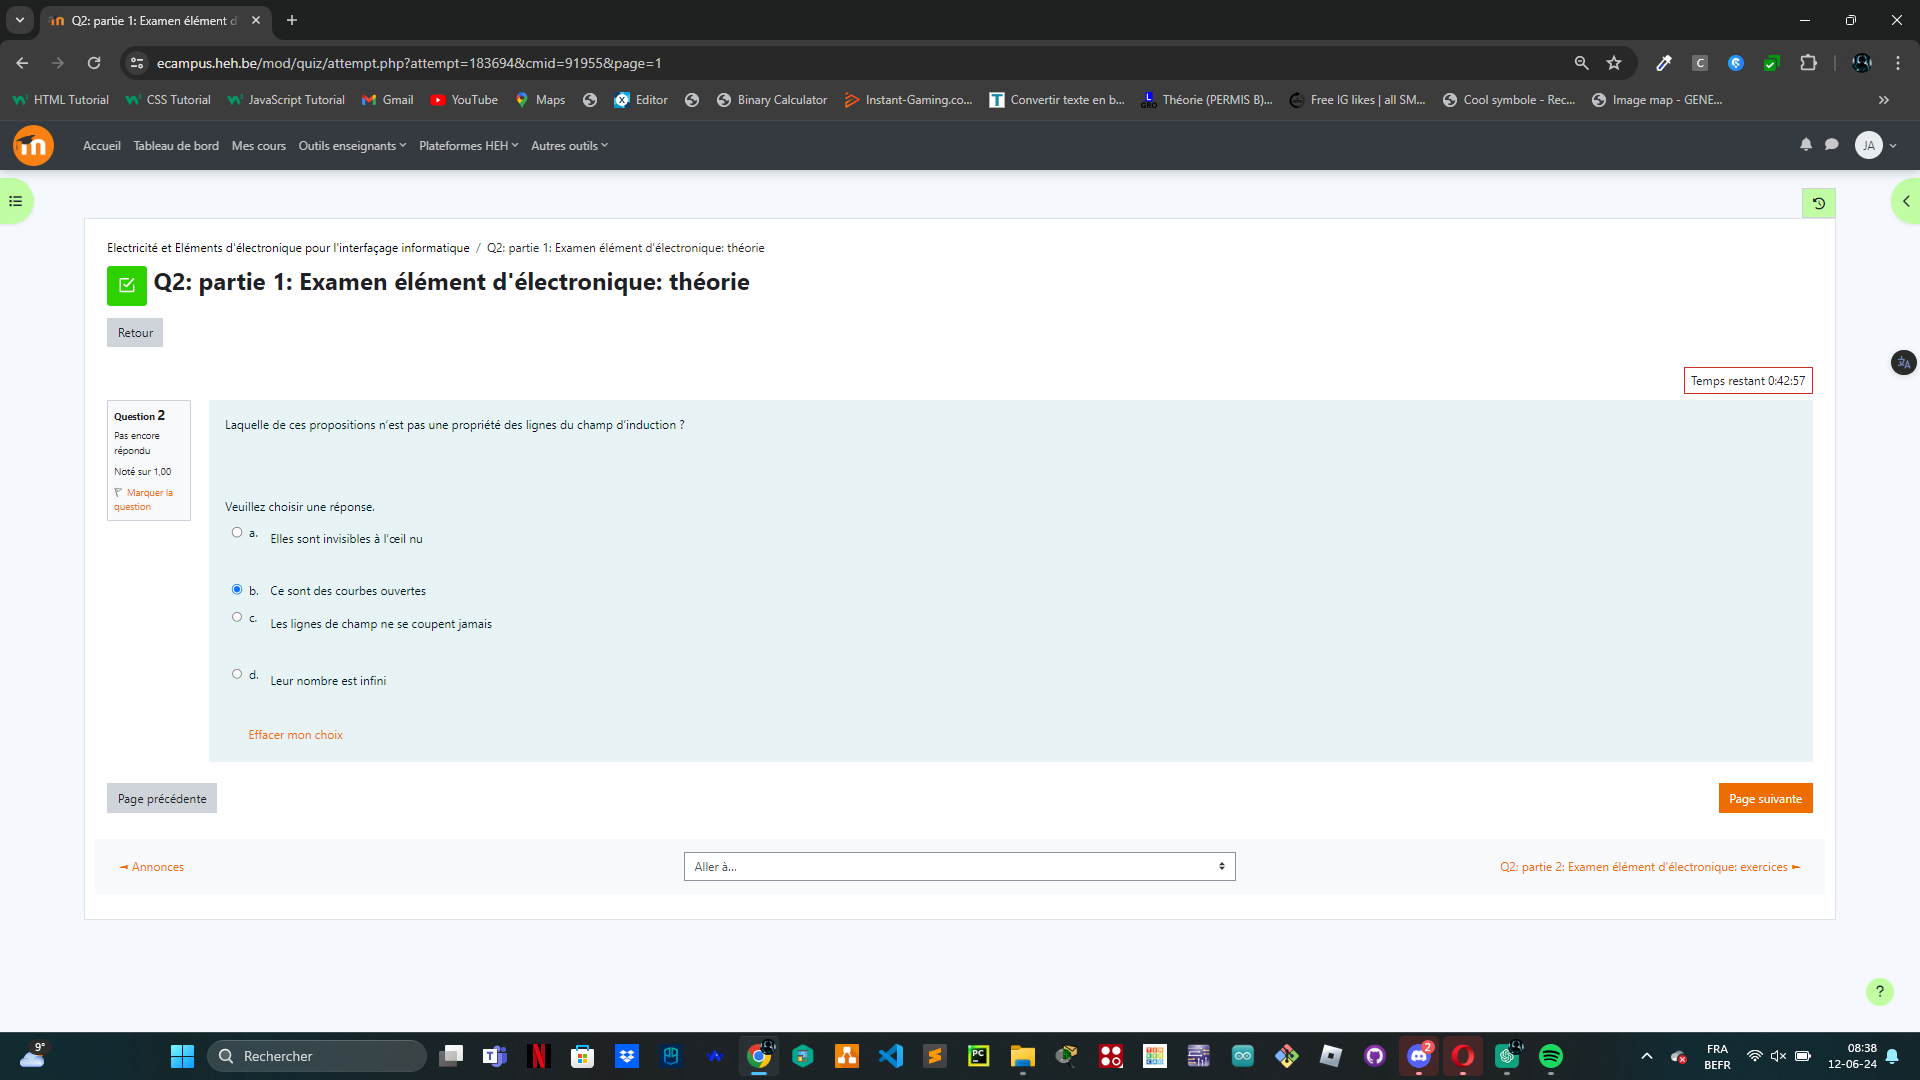 Q2: partie 1: Examen élément d'
ecampus.heh.be/mod/quiz/attempt.php?attempt=183694&cmid=91955&page=1
HTML Tutorial
CSS Tutorial
JavaScript Tutorial
Gmail
YouTube
Maps
Editor
Binary Calculator
Instant-Gaming.co...
Convertir texte en b...
Théorie (PERMIS B)...
Free IG likes | all SM...
Cool symbole - Rec...
Image map - GENE...
Accueil
Tableau de bord
Mes cours
Outils enseignants
Plateformes HEH
Autres outils
JA
Electricité et Eléments d'électronique pour l'interfaçage informatique / Q2: partie 1: Examen élément d'électronique: théorie
Q2: partie 1: Examen élément d'électronique: théorie
Retour
Temps restant 0:42:57
Question 2
Pas encore
répondu
Noté sur 1,00
Marquer la
question
Laquelle de ces propositions n'est pas une propriété des lignes du champ d'induction ?
Veuillez choisir une réponse.
a. Elles sont invisibles à l'œil nu
b. Ce sont des courbes ouvertes
c. Les lignes de champ ne se coupent jamais
d. Leur nombre est infini
Effacer mon choix
Page précédente
Page suivante
◄ Annonces
Aller à...
Q2: partie 2: Examen élément d'électronique: exercices ►
?
9°
Rechercher
2
FRA
BEFR
08:38
12-06-24